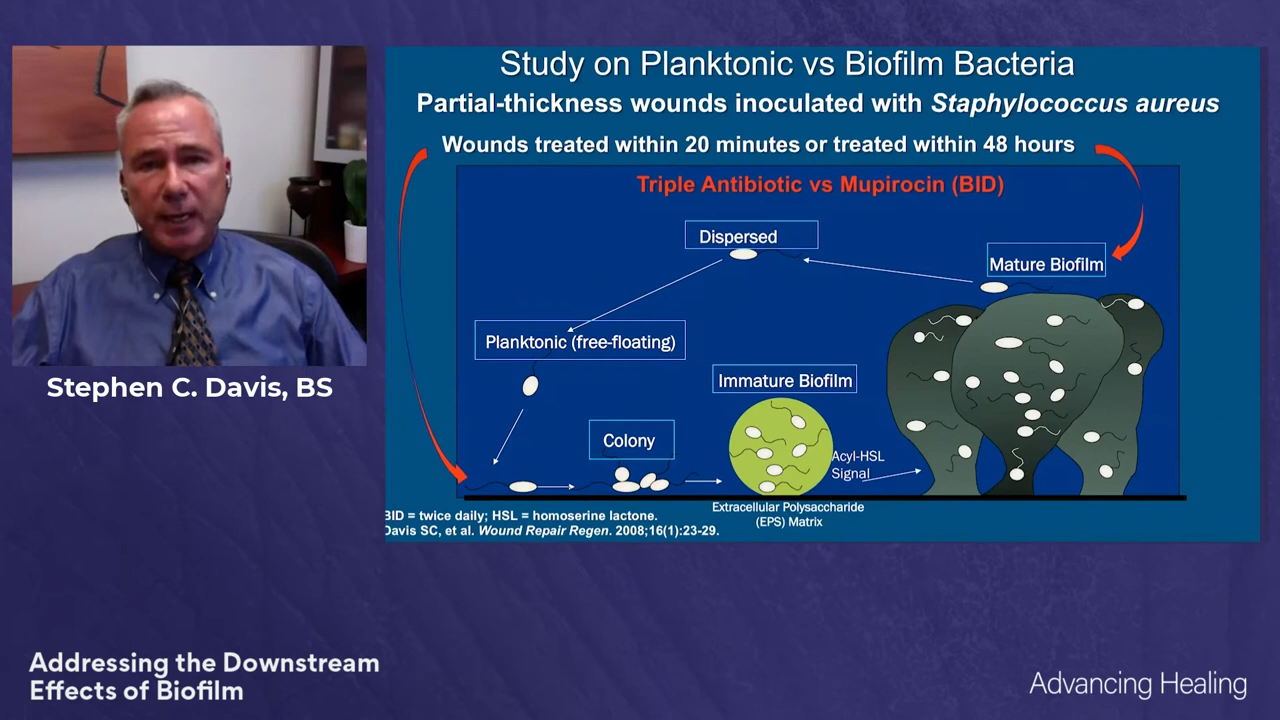 Study on Planktonic vs Biofilm Bacteria
Partial-thickness wounds inoculated with Staphylococcus aureus
Wounds treated within 20 minutes or treated within 48 hours
Triple Antibiotic vs Mupirocin (BID)
Dispersed
Mature Biofilm
Planktonic (free-floating)
Immature Biofilm
Colony
Acyl-HSL
Signal
Extracellular Polysaccharide
(EPS) Matrix
BID = twice daily; HSL = homoserine lactone.
Davis SC, et al. Wound Repair Regen. 2008;16(1):23-29.
Stephen C. Davis, BS
Addressing the Downstream
Effects of Biofilm
Advancing Healing